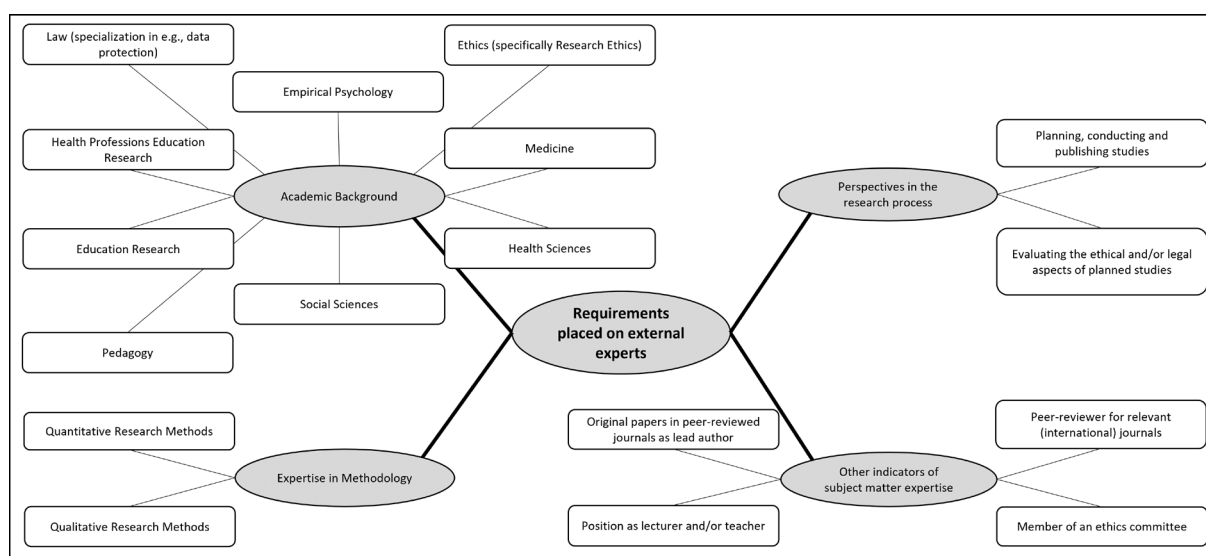 Law (specialization in e.g., data
protection)
Ethics (specifically Research Ethics)
Empirical Psychology
Health Professions Education
Research
Medicine
Academic Background
Education Research
Health Sciences
Social Sciences
Pedagogy
Planning, conducting and
publishing studies
Perspectives in the
research process
Evaluating the ethical and/or legal
aspects of planned studies
Requirements
placed on external
experts
Quantitative Research Methods
Expertise in Methodology
Qualitative Research Methods
Original papers in peer-reviewed
journals as lead author
Peer-reviewer for relevant
(international) journals
Other indicators of
subject matter expertise
Position as lecturer and/or teacher
Member of an ethics committee